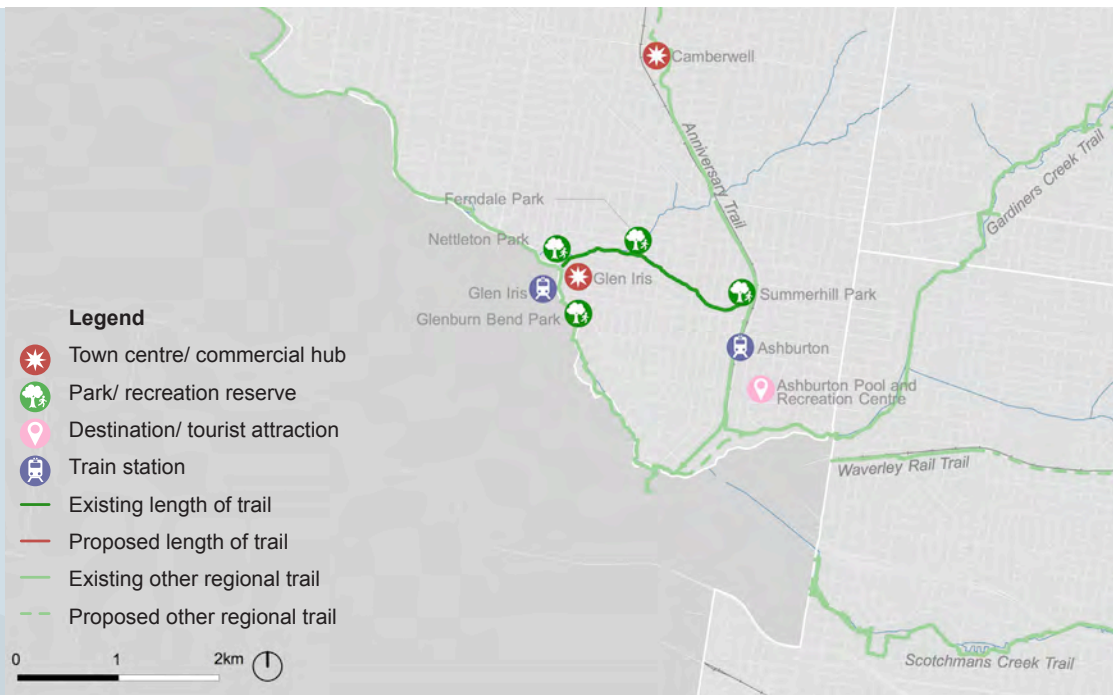 Camberwell
Anniversary Trail
Gardiners Creek Trail
Ferndale Park
Nettleton Park
Glen Iris
Glen Iris
Summerhill Park
Glenburn Bend Park
Ashburton
Ashburton Pool and
Recreation Centre
Waverley Rail Trail
Scotchmans Creek Trail
Legend
Town centre/ commercial hub
Park/ recreation reserve
Destination/ tourist attraction
Train station
Existing length of trail
Proposed length of trail
Existing other regional trail
Proposed other regional trail
0 1 2km